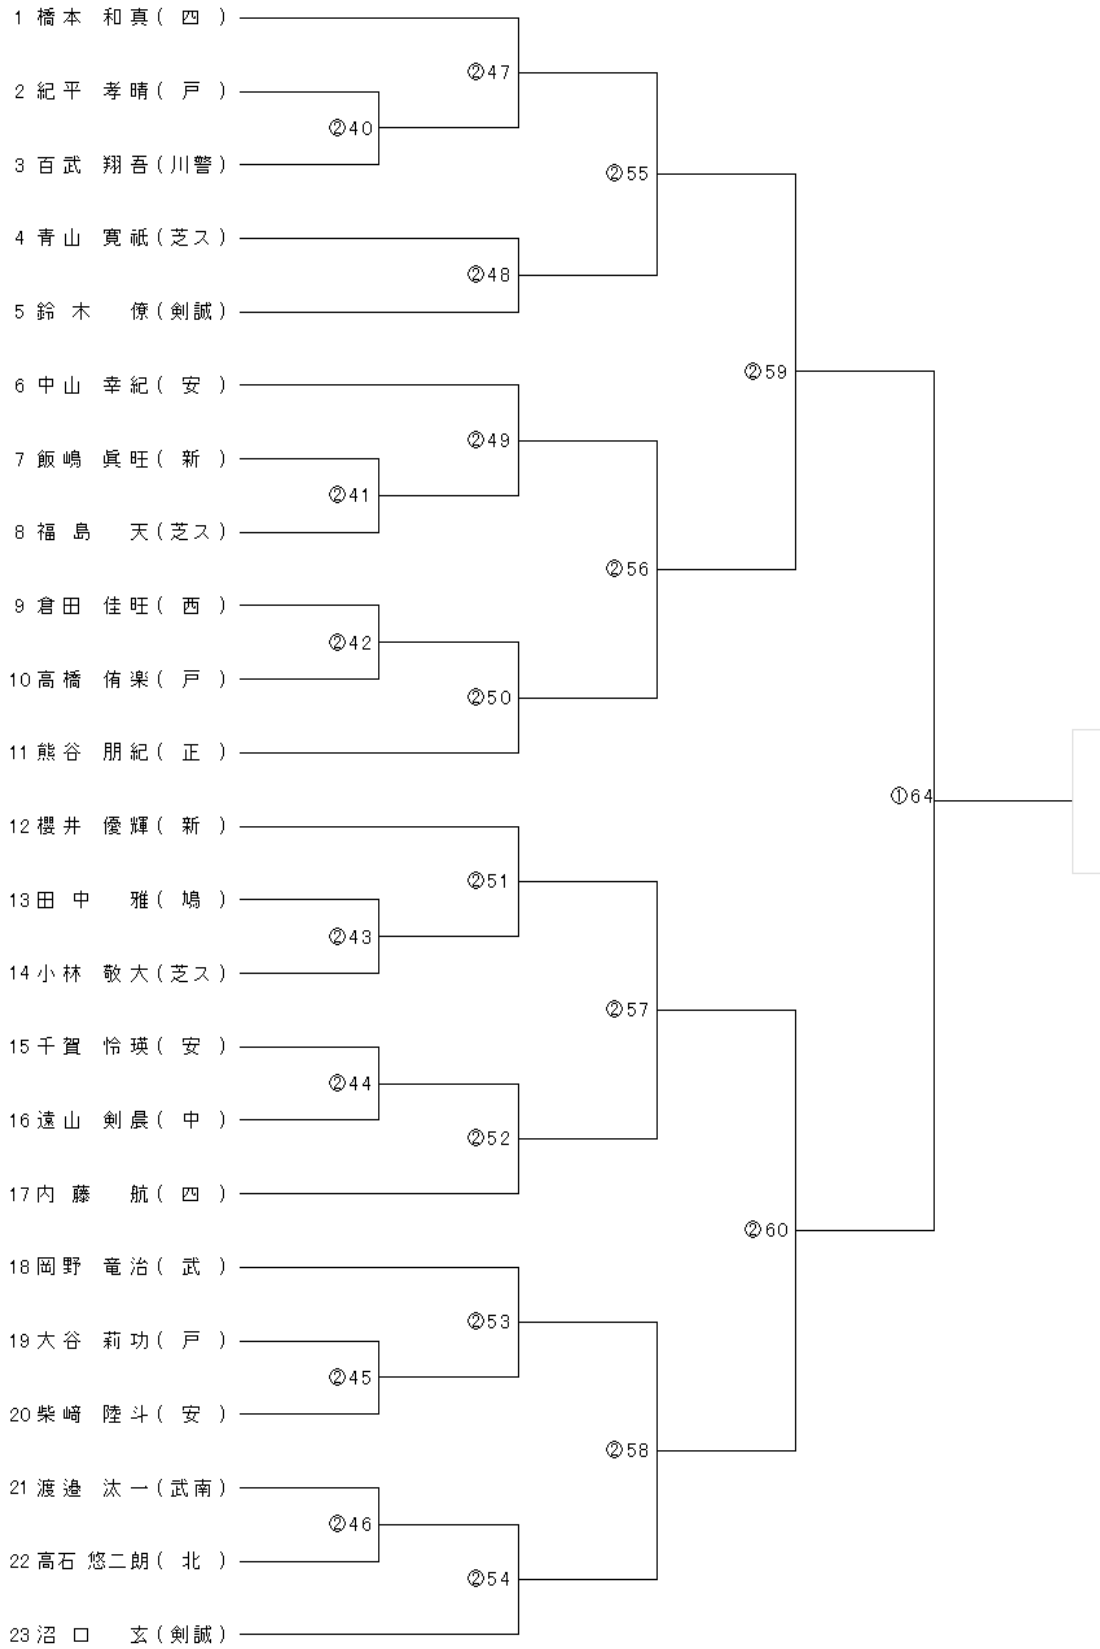 1 橋本 和真( 四 )
②47
2 紀平 孝晴( 戸 )
②40
3 百武 翔吾(川警)
②55
4 青山 寛祇(芝ス)
②48
5 鈴木 僚(剣誠)
②59
6 中山 幸紀( 安 )
②49
7 飯嶋 眞旺( 新 )
②41
8 福島 天(芝ス)
②56
9 倉田 佳旺( 西 )
②42
10 高橋 侑楽( 戸 )
②50
11 熊谷 朋紀( 正 )
①64
12 櫻井 優輝( 新 )
②51
13 田中 雅( 鳩 )
②43
14 小林 敬大(芝ス)
②57
15 千賀 怜瑛( 安 )
②44
16 遠山 剣晨( 中 )
②52
17 内藤 航( 四 )
②60
18 岡野 竜治( 武 )
②53
19 大谷 莉功( 戸 )
②45
20 柴﨑 陸斗( 安 )
②58
21 渡邉 汰一(武南)
②46
22 高石 悠二朗( 北 )
②54
23 沼口 玄(剣誠)